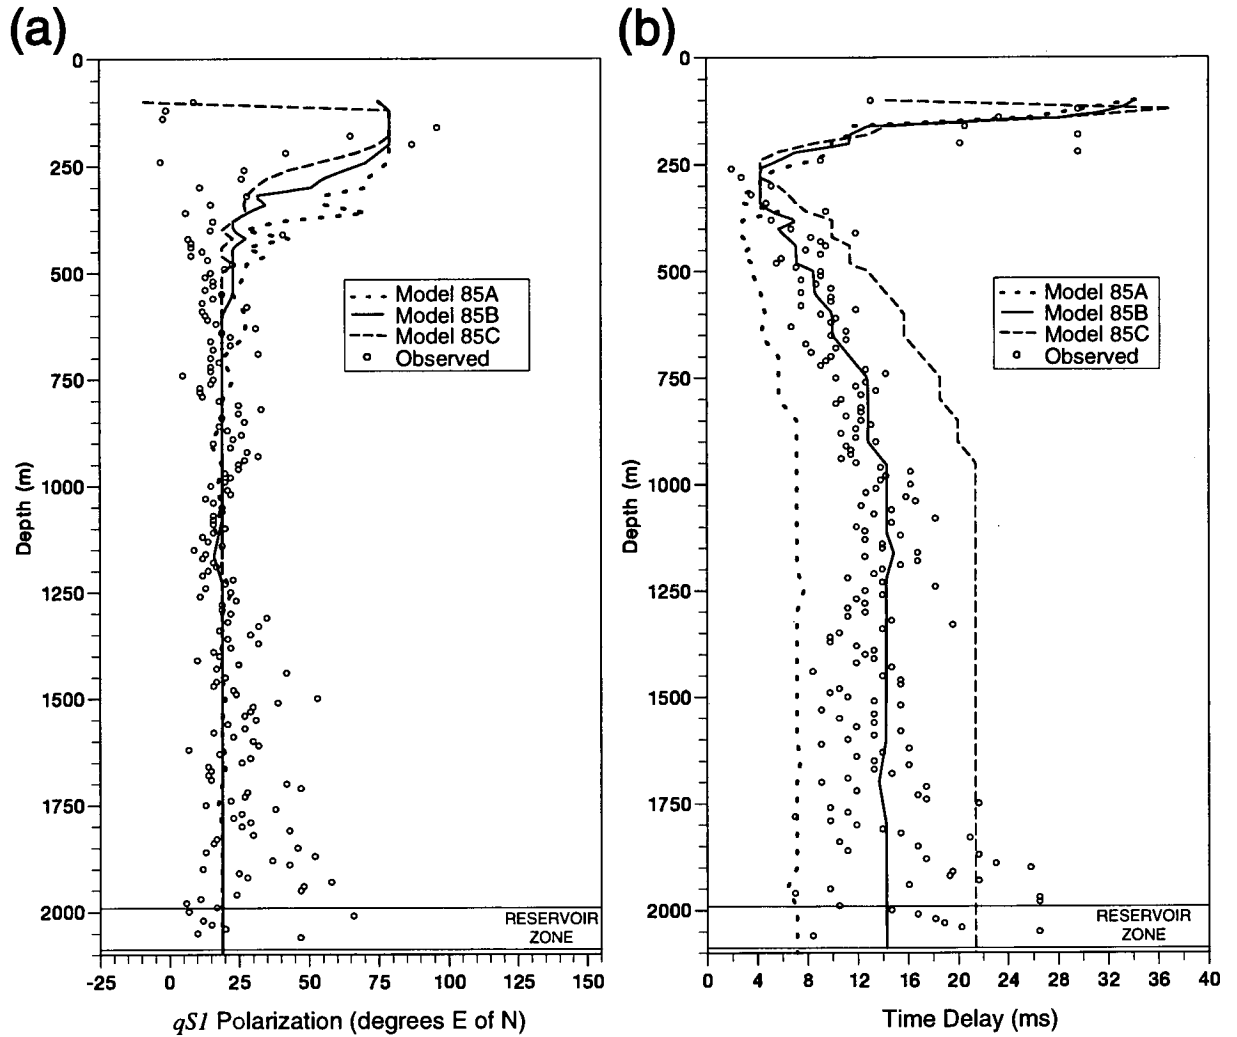 (a)
0
250
500
750
1000
1250
1500
1750
2000
Depth (m)
Model 85A
Model 85B
Model 85C
Observed
RESERVOIR
ZONE
-25 0 25 50 75 100 125 150
qS1 Polarization (degrees E of N)
(b)
0
250
500
750
1000
1250
1500
1750
2000
Depth (m)
Model 85A
Model 85B
Model 85C
Observed
RESERVOIR
ZONE
0 4 8 12 16 20 24 28 32 36 40
Time Delay (ms)